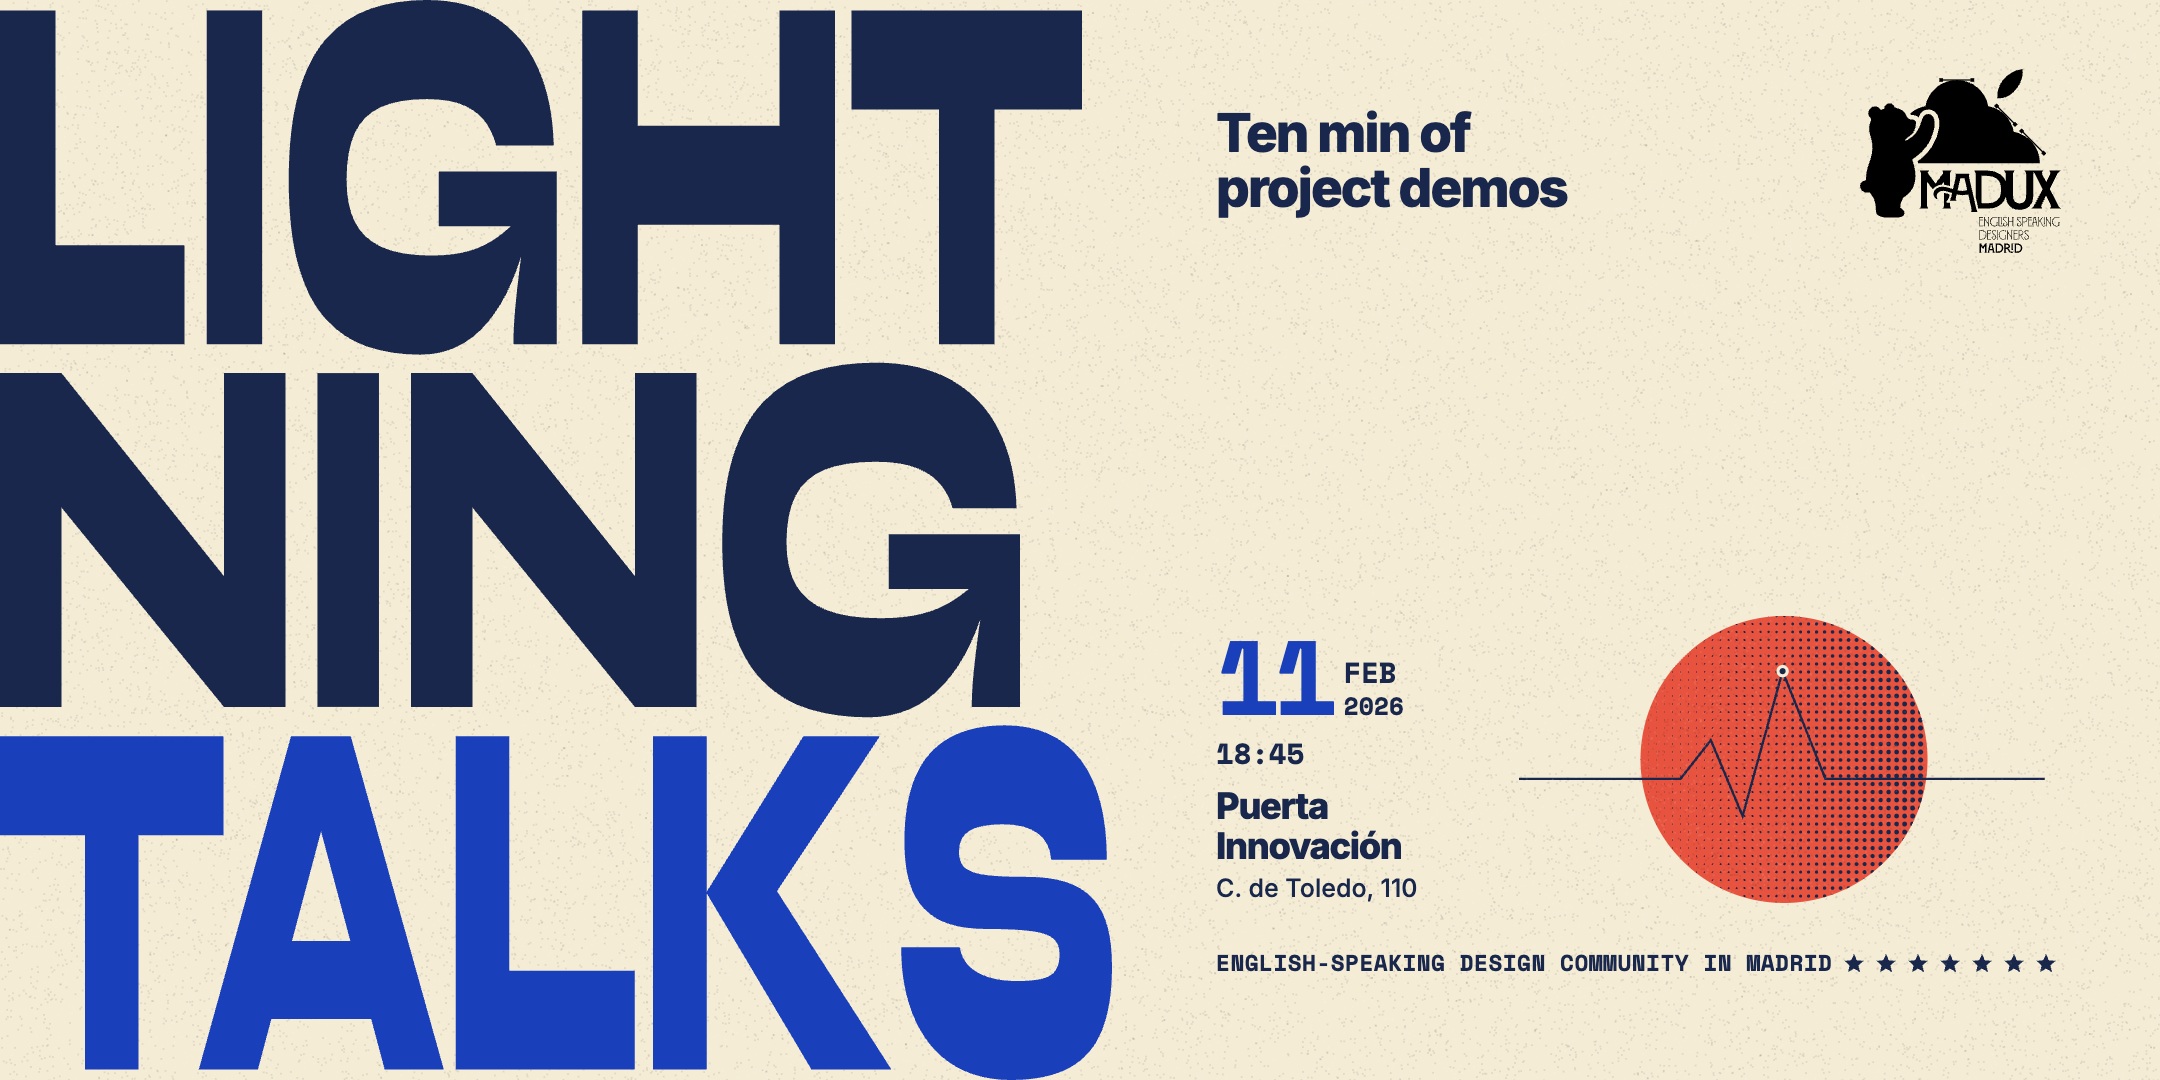 LIGHT
NING
TALKS
Ten min of
project demos
MADUX
ENGLISH SPEAKING
DESIGNERS
MADRID
11 FEB
2026
18:45
Puerta
Innovación
C. de Toledo, 110
ENGLISH-SPEAKING DESIGN COMMUNITY IN MADRID ★ ★ ★ ★ ★ ★ ★